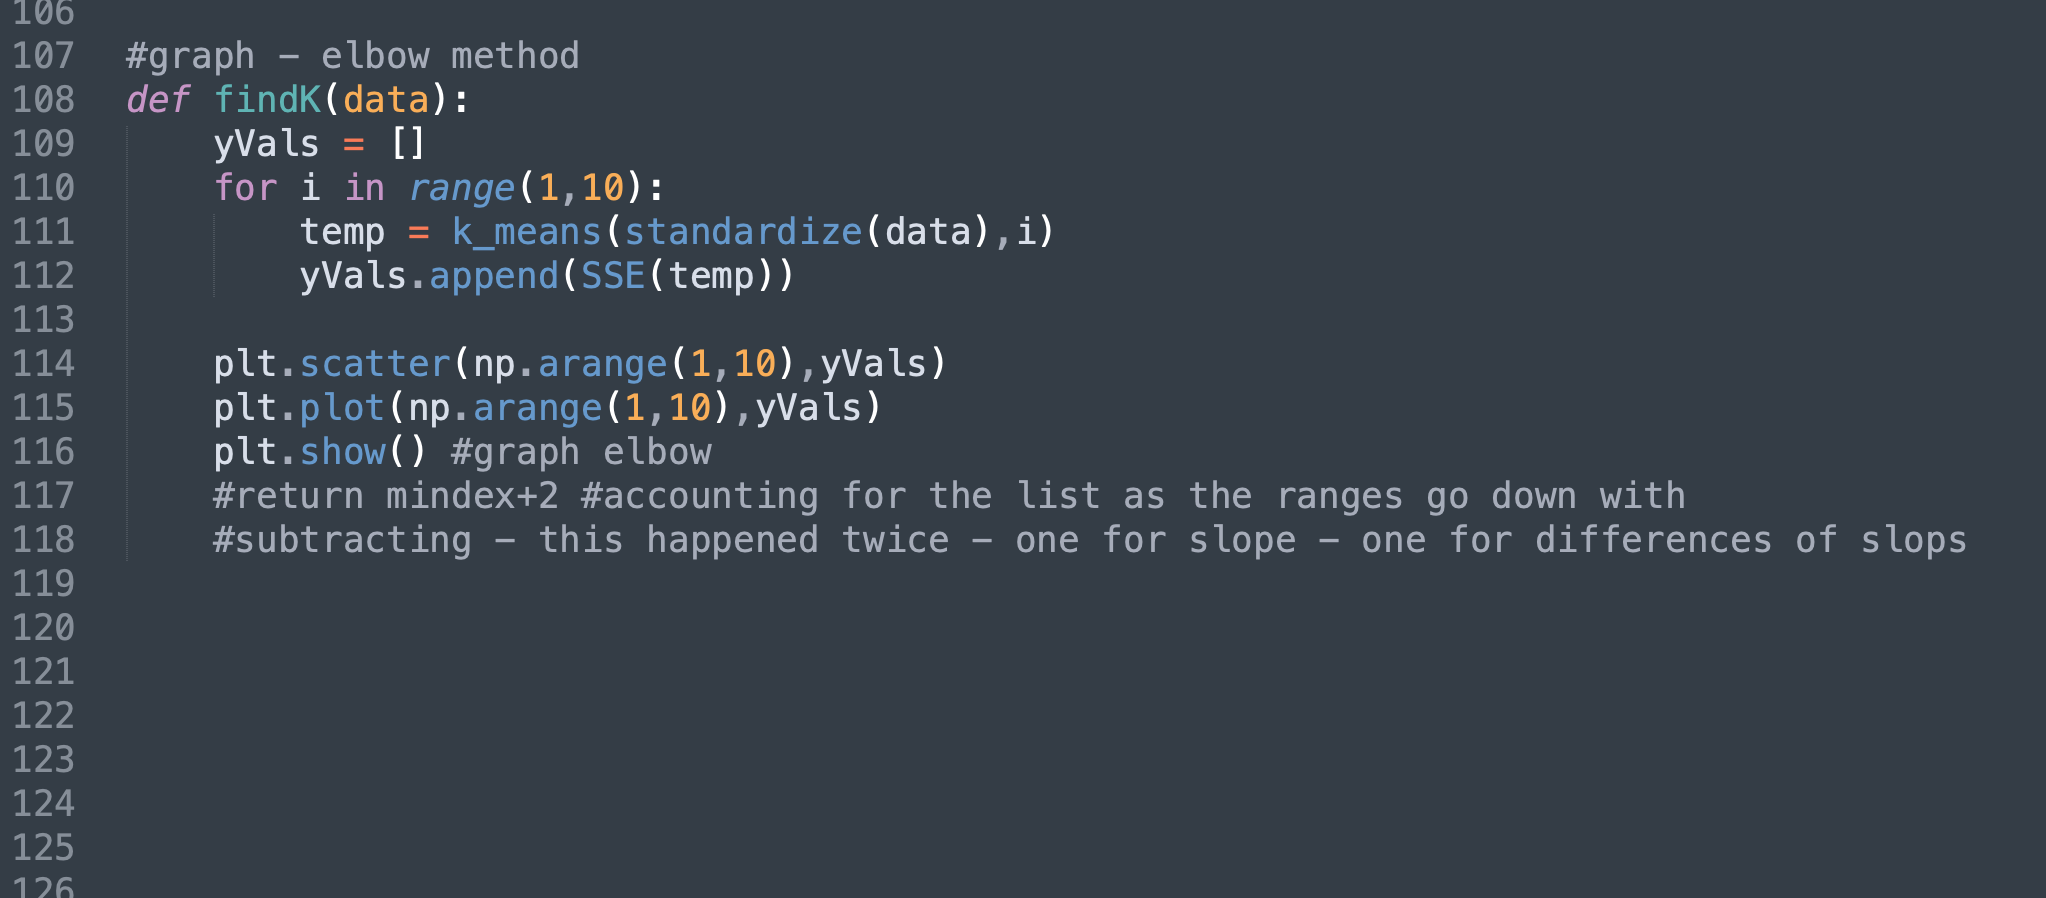 106
107 #graph – elbow method
108 def findK(data):
109     yVals = []
110     for i in range(1,10):
111         temp = k_means(standardize(data),i)
112         yVals.append(SSE(temp))
113
114     plt.scatter(np.arange(1,10),yVals)
115     plt.plot(np.arange(1,10),yVals)
116     plt.show() #graph elbow
117     #return mindex+2 #accounting for the list as the ranges go down with
118     #subtracting – this happened twice – one for slope – one for differences of slops
119
120
121
122
123
124
125
126